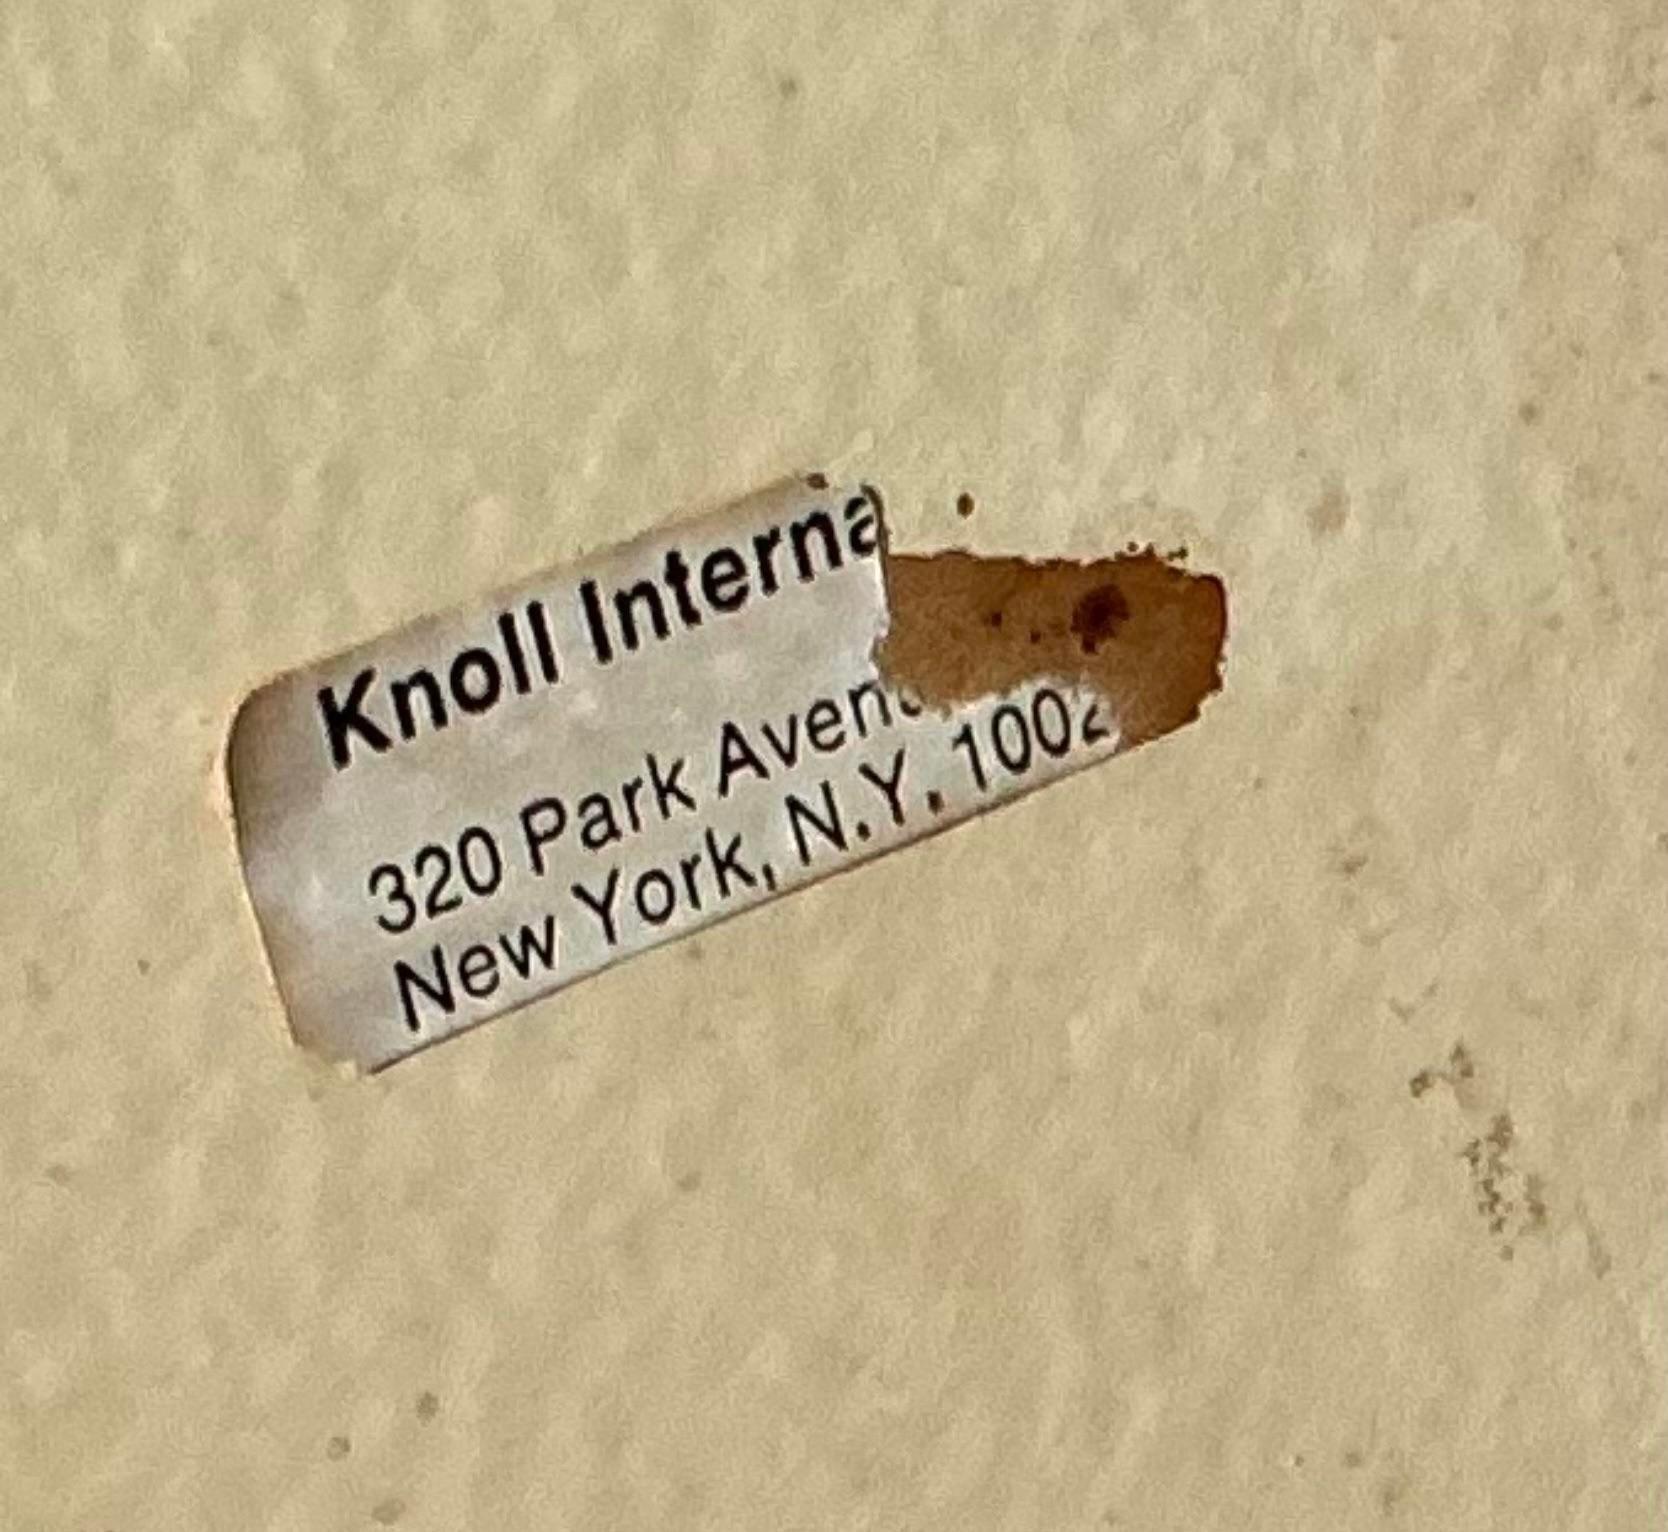 Knoll Interna
320 Park Aven
New York, N.Y. 1002